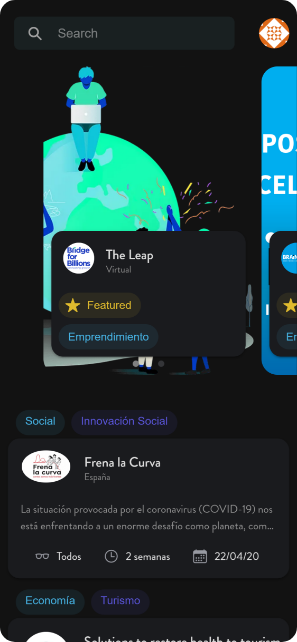 Search
POS
CEL
Bridge
for
Billions
The Leap
Virtual
BRAd
Featured
Emprendimiento
Em
Social
Innovación Social
Frena
la curva
Frena la Curva
España
La situación provocada por el coronavirus (COVID-19) nos
está enfrentando a un enorme desafío como planeta, com...
Todos
2 semanas
22/04/20
Economía
Turismo
Solutions to restore health to tourism